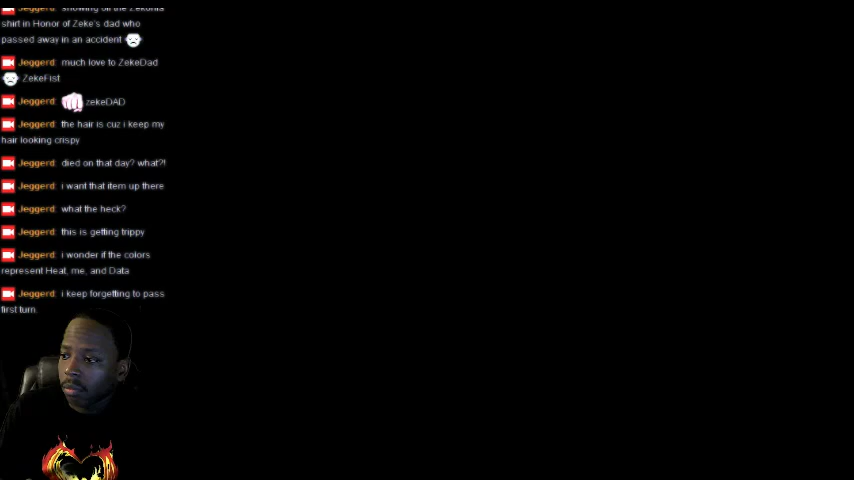 showing off the Zekonia
shirt in Honor of Zeke's dad who
passed away in an accident
Jeggerd: much love to ZekeDad
ZekeFist
Jeggerd: zekeDAD
Jeggerd: the hair is cuz i keep my
hair looking crispy
Jeggerd: died on that day? what?!
Jeggerd: i want that item up there
Jeggerd: what the heck?
Jeggerd: this is getting trippy
Jeggerd: i wonder if the colors
represent Heat, me, and Data
Jeggerd: i keep forgetting to pass
first turn.